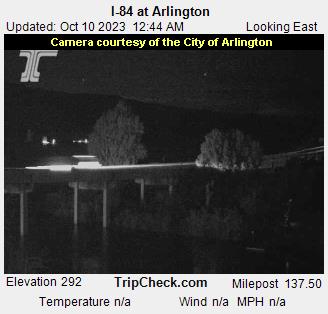 I-84 at Arlington
Updated: Oct 10 2023 12:44 AM Looking East
Camera courtesy of the City of Arlington
Elevation 292 TripCheck.com Milepost 137.50
Temperature n/a Wind n/a MPH n/a